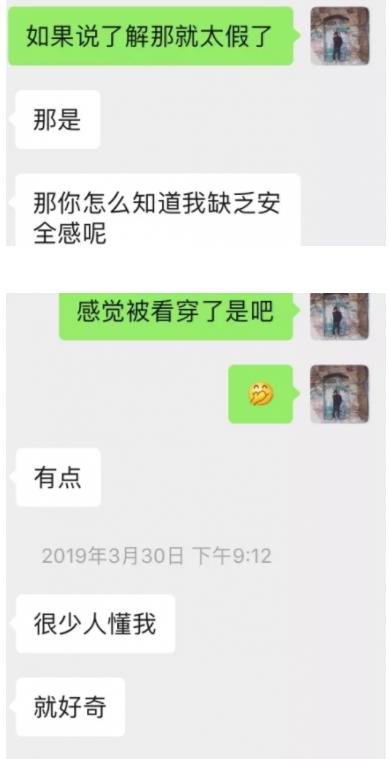 如果说了解那就太假了
那是
那你怎么知道我缺乏安
全感呢
感觉被看穿了是吧
有点
2019年3月30日 下午9:12
很少人懂我
就好奇